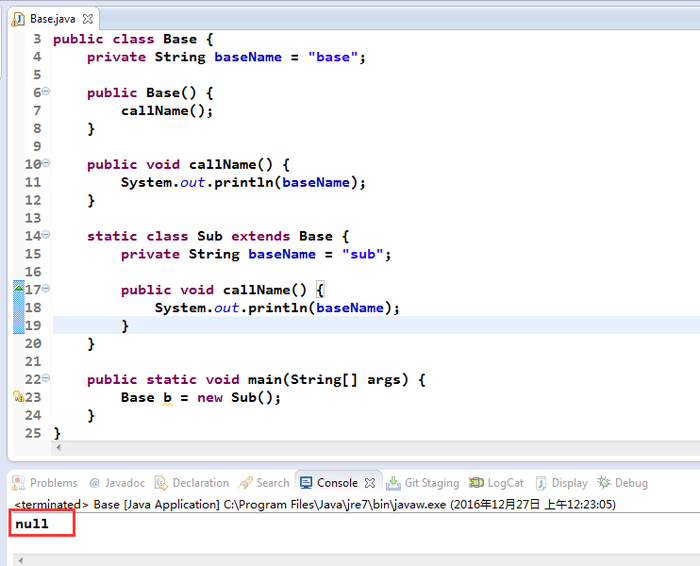 Base.java
3 public class Base {
4     private String baseName = "base";
5
6     public Base() {
7         callName();
8     }
9
10     public void callName() {
11         System.out.println(baseName);
12     }
13
14     static class Sub extends Base {
15         private String baseName = "sub";
16
17         public void callName() {
18             System.out.println(baseName);
19         }
20     }
21
22     public static void main(String[] args) {
23         Base b = new Sub();
24     }
25 }
Problems @ Javadoc Declaration Search Console Git Staging LogCat Display Debug
<terminated> Base [Java Application] C:\Program Files\Java\jre7\bin\javaw.exe (2016年12月27日 上午12:23:05)
null